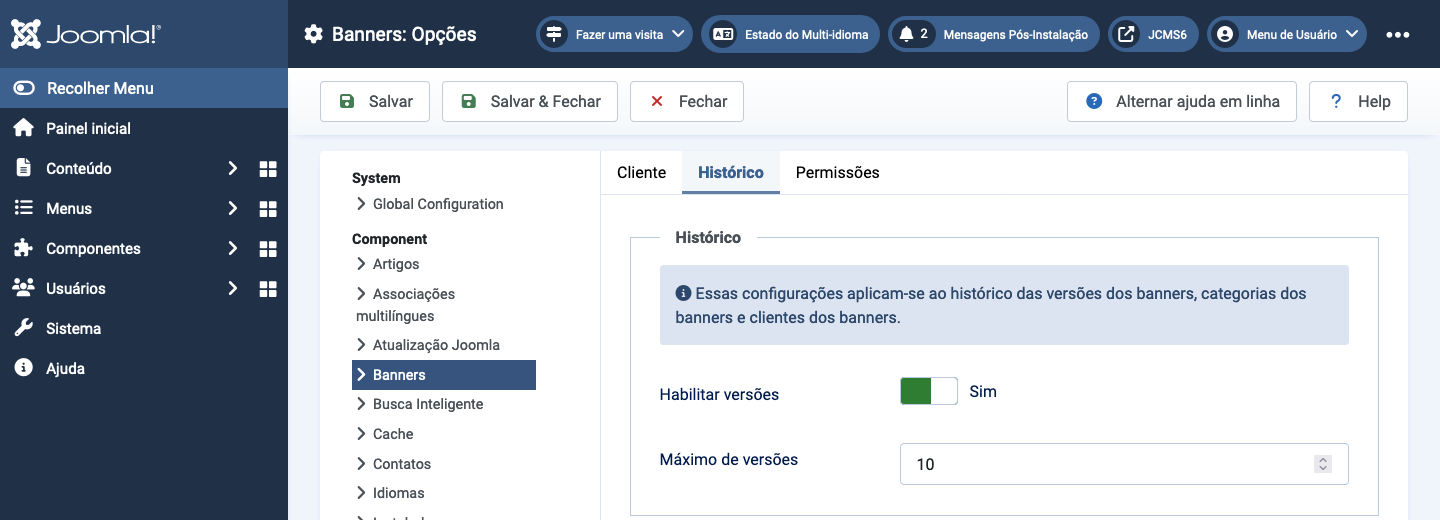 Joomla!®
Banners: Opções
Fazer uma visita
Estado do Multi-idioma
2 Mensagens Pós-Instalação
JCMS6
Menu de Usuário
Recolher Menu
Painel inicial
Conteúdo
Menus
Componentes
Usuários
Sistema
Ajuda
Salvar
Salvar & Fechar
Fechar
Alternar ajuda em linha
Help
System
Global Configuration
Component
Artigos
Associações
multilíngues
Atualização Joomla
Banners
Busca Inteligente
Cache
Contatos
Idiomas
Cliente
Histórico
Permissões
Histórico
Essas configurações aplicam-se ao histórico das versões dos banners, categorias dos
banners e clientes dos banners.
Habilitar versões
Sim
Máximo de versões
10